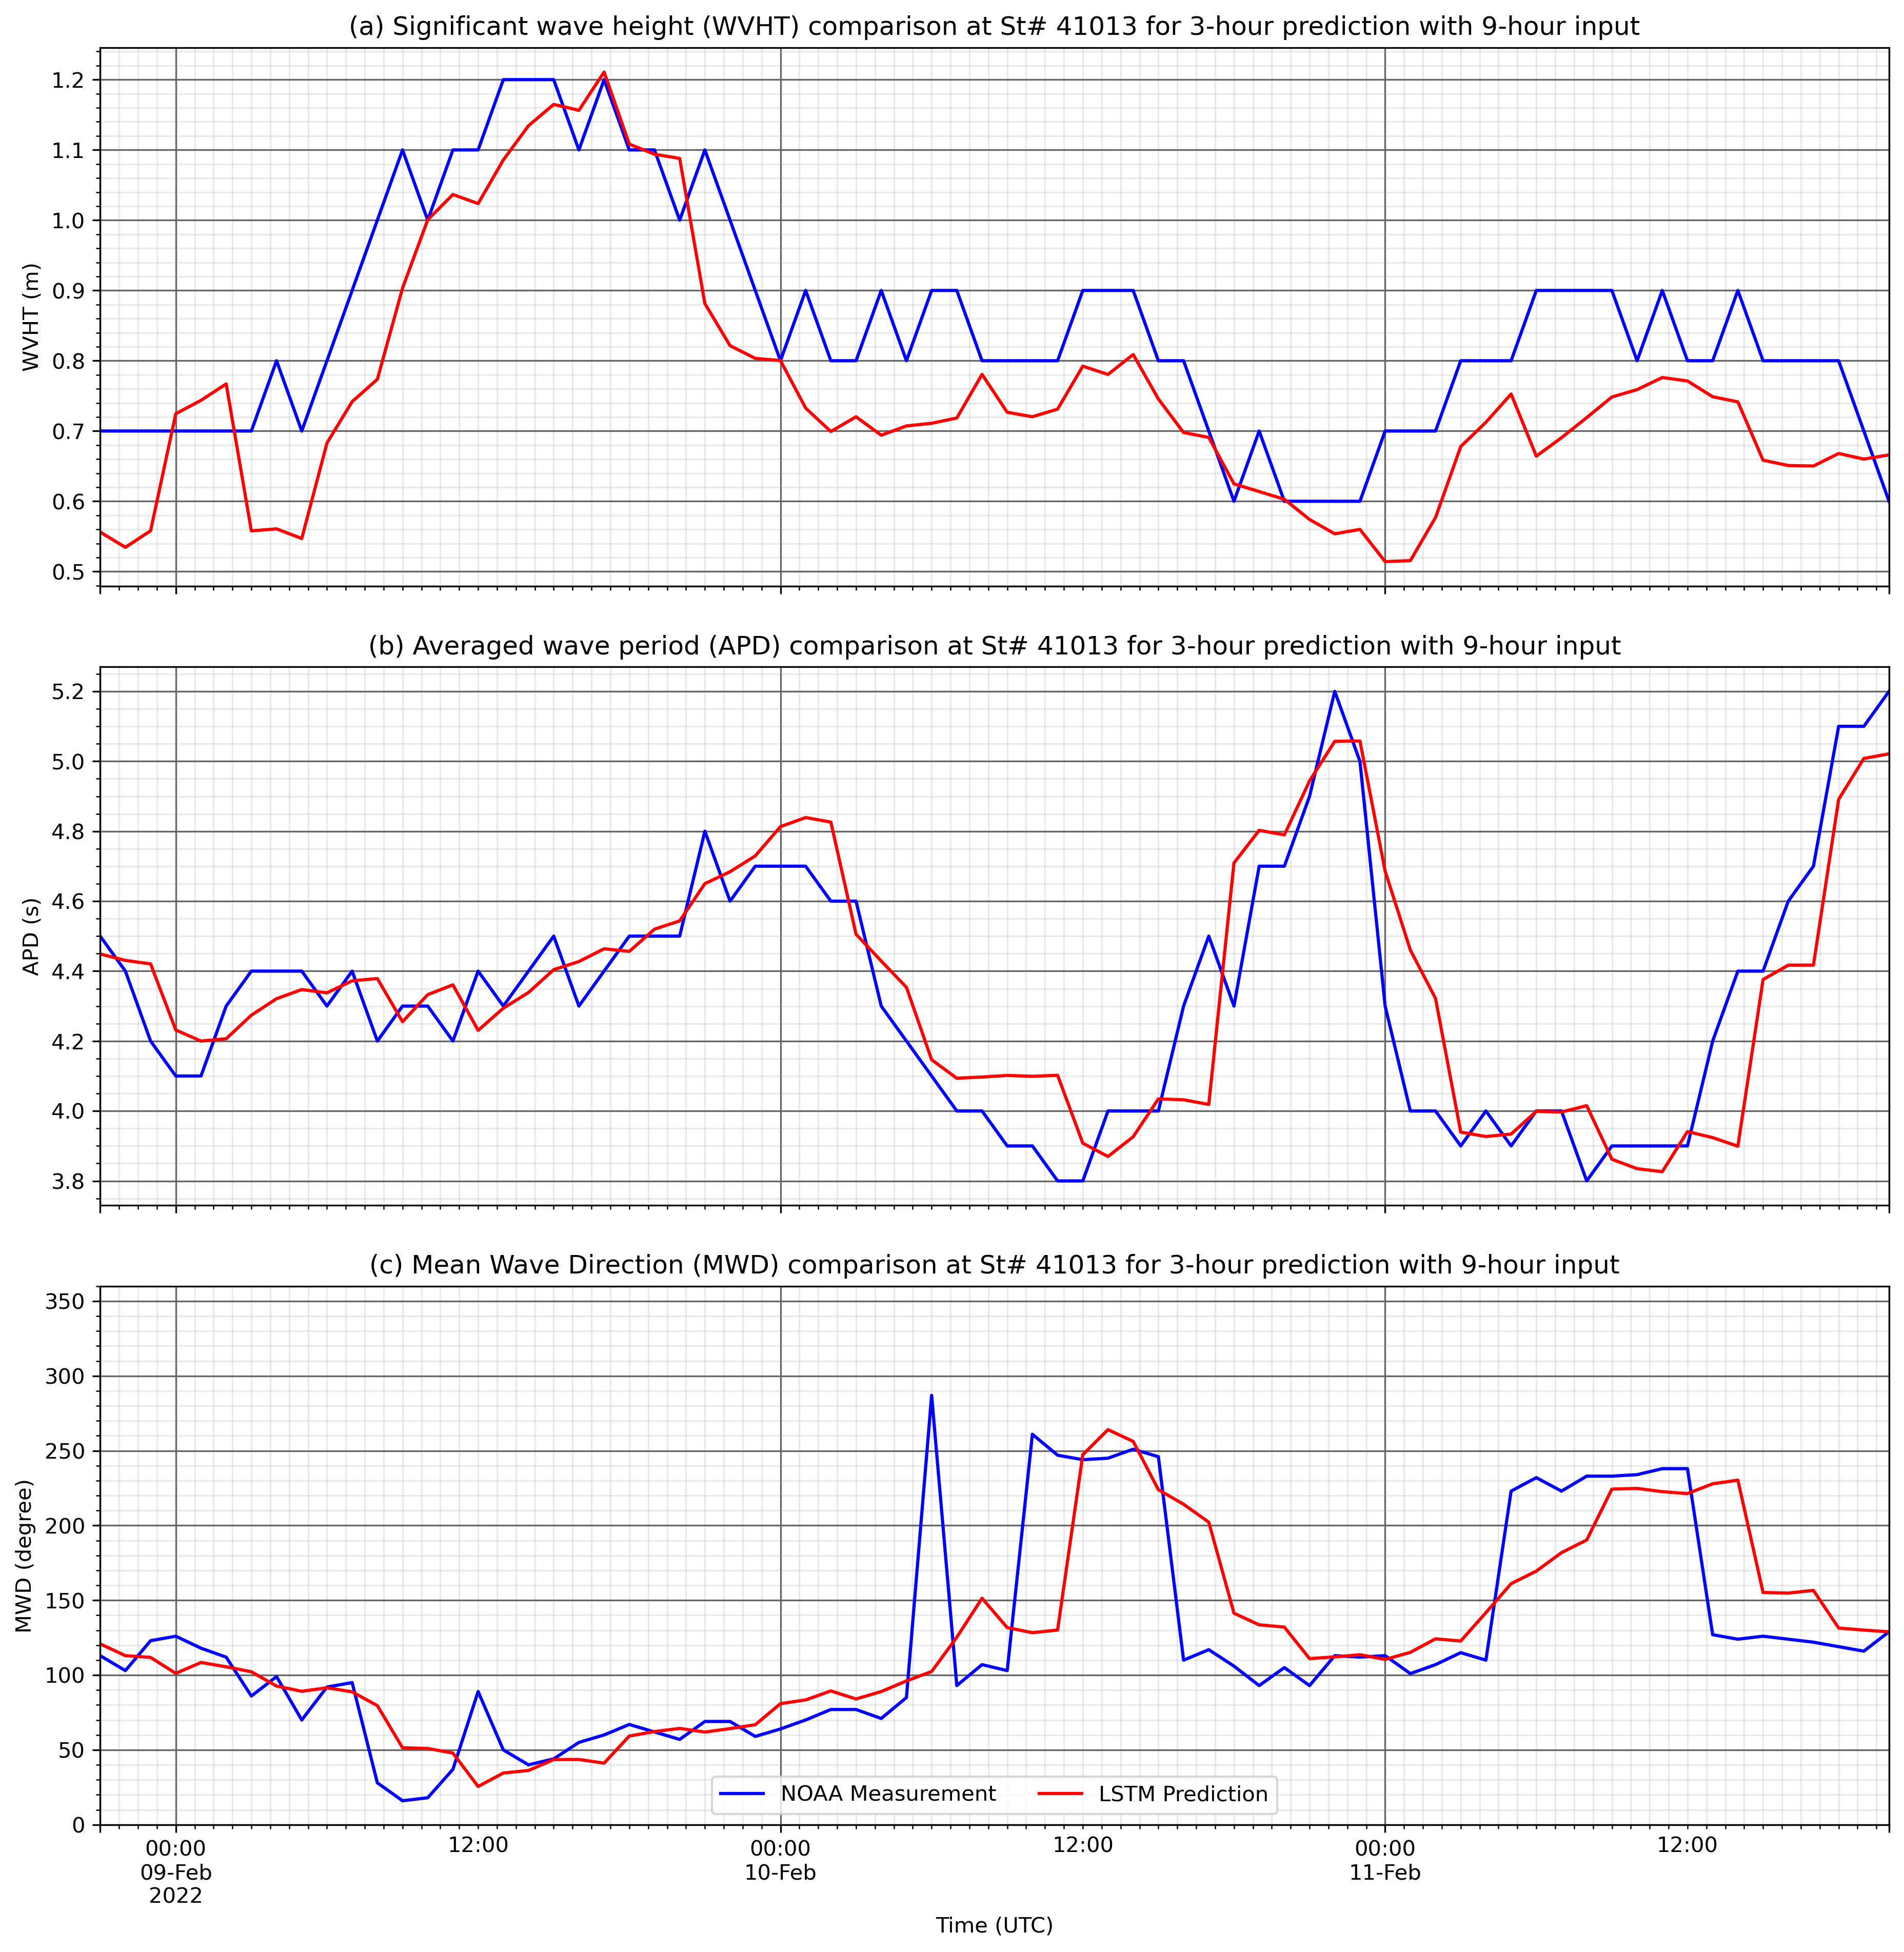 (a) Significant wave height (WVHT) comparison at St# 41013 for 3-hour prediction with 9-hour input
1.2
1.1
1.0
0.9
0.8
0.7
0.6
0.5
WVHT (m)
(b) Averaged wave period (APD) comparison at St# 41013 for 3-hour prediction with 9-hour input
5.2
5.0
4.8
4.6
4.4
4.2
4.0
3.8
APD (s)
(c) Mean Wave Direction (MWD) comparison at St# 41013 for 3-hour prediction with 9-hour input
350
300
250
200
150
100
50
0
MWD (degree)
NOAA Measurement LSTM Prediction
00:00 12:00 00:00 12:00 00:00 12:00
09-Feb 10-Feb 11-Feb
2022
Time (UTC)